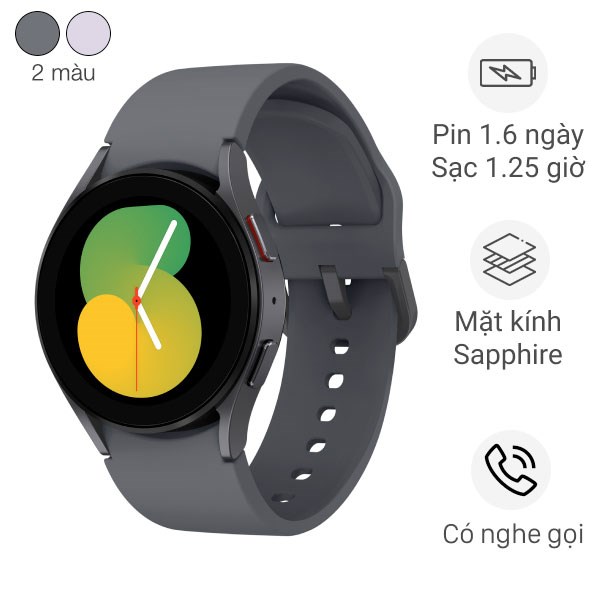 2 màu
Pin 1.6 ngày
Sạc 1.25 giờ
Mặt kính
Sapphire
Có nghe gọi